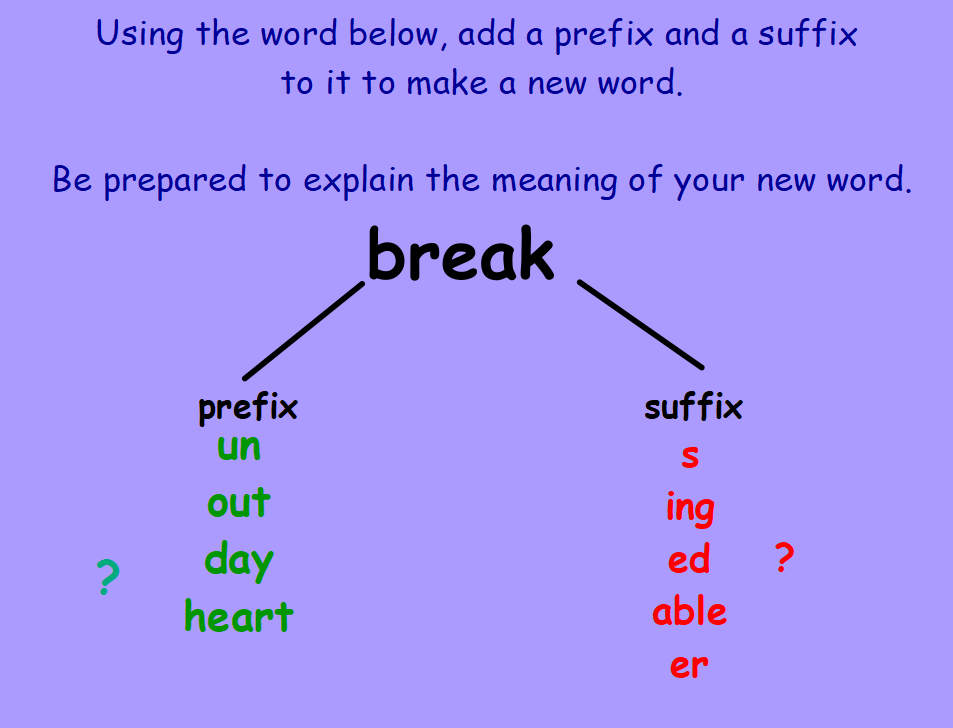 Using the word below, add a prefix and a suffix
to it to make a new word.
Be prepared to explain the meaning of your new word.
break
prefix
un
out
day
heart
?
suffix
s
ing
ed
?
able
er